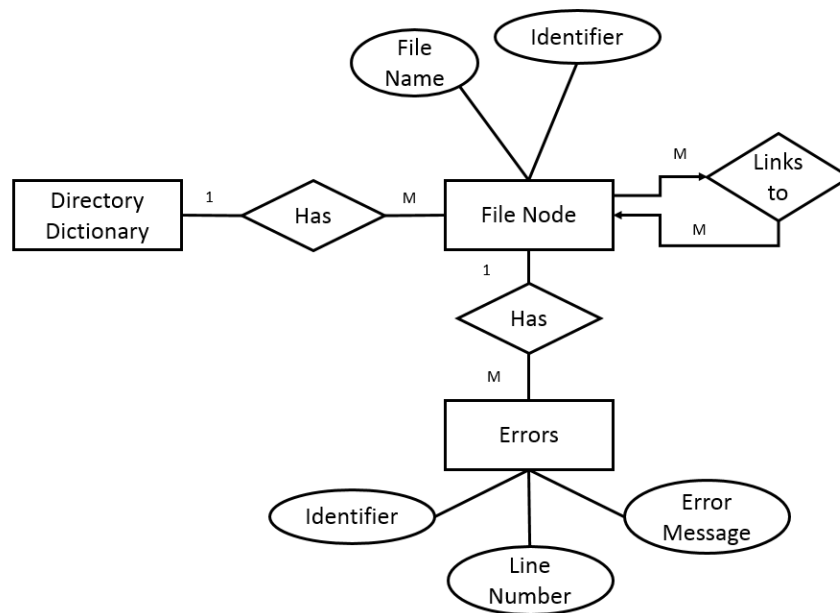 File
Name
Identifier
Directory
Dictionary
1
Has
M
File Node
M
Links
to
M
1
Has
M
Errors
Identifier
Line
Number
Error
Message